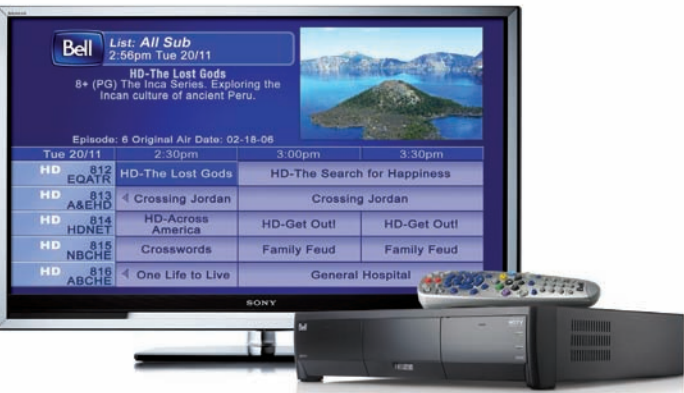 Bell
List: All Sub
2:56pm Tue 20/11
HD-The Lost Gods
8+ (PG) The Inca Series. Exploring the
Incan culture of ancient Peru.
Episode: 6 Original Air Date: 02-18-06
Tue 20/11 2:30pm 3:00pm 3:30pm
HD 812 EQATR HD-The Lost Gods HD-The Search for Happiness
HD 813 A&EHD Crossing Jordan Crossing Jordan
HD 814 HDNET HD-Across America HD-Get Out! HD-Get Out!
HD 815 NBCHE Crosswords Family Feud Family Feud
HD 816 ABCHE One Life to Live General Hospital
SONY